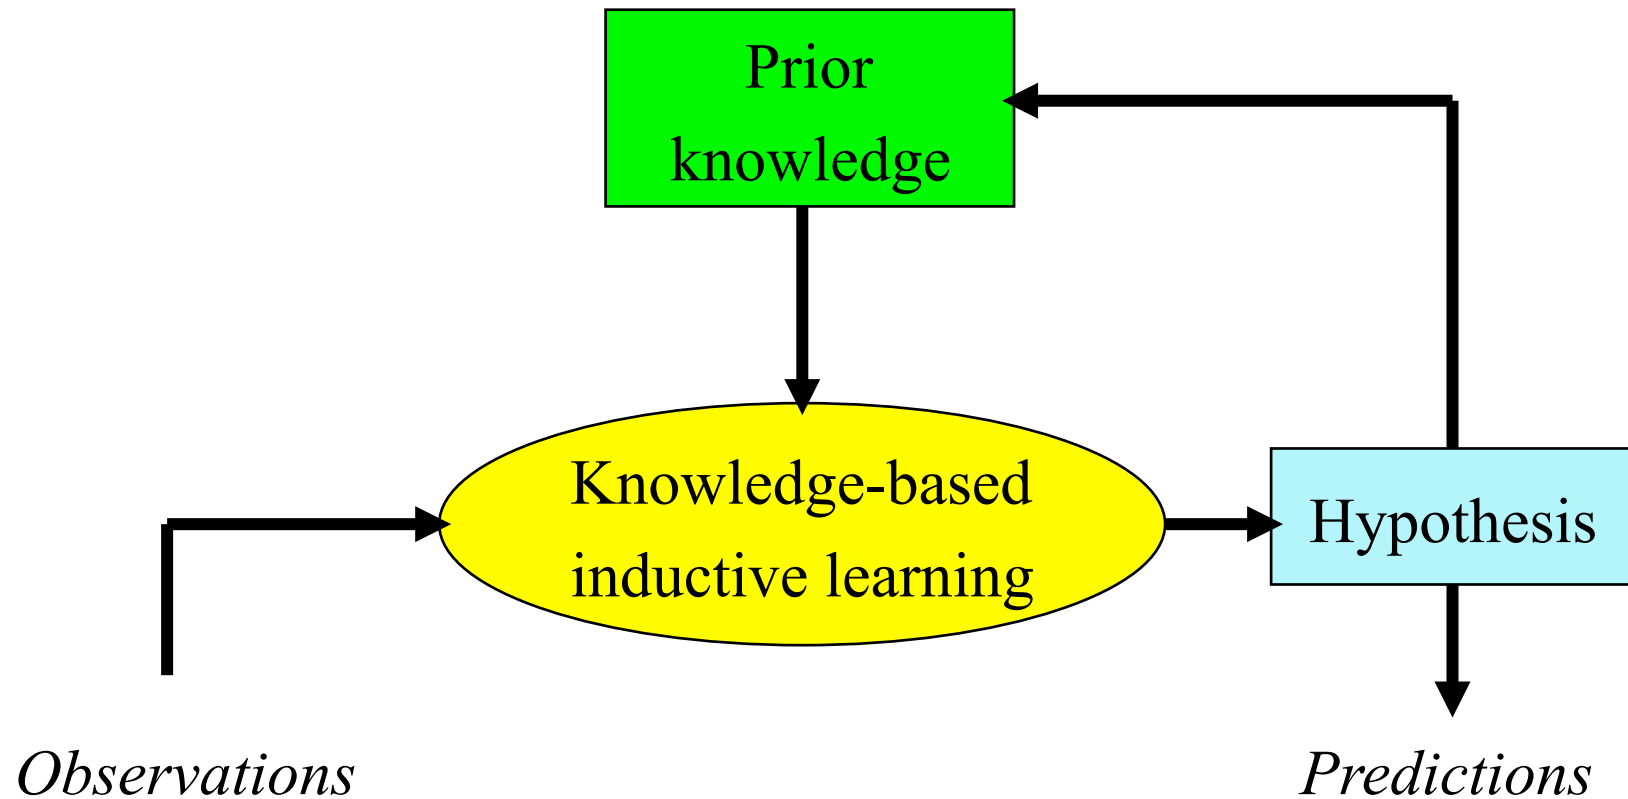 Prior
knowledge
Knowledge-based
inductive learning
Hypothesis
Observations
Predictions